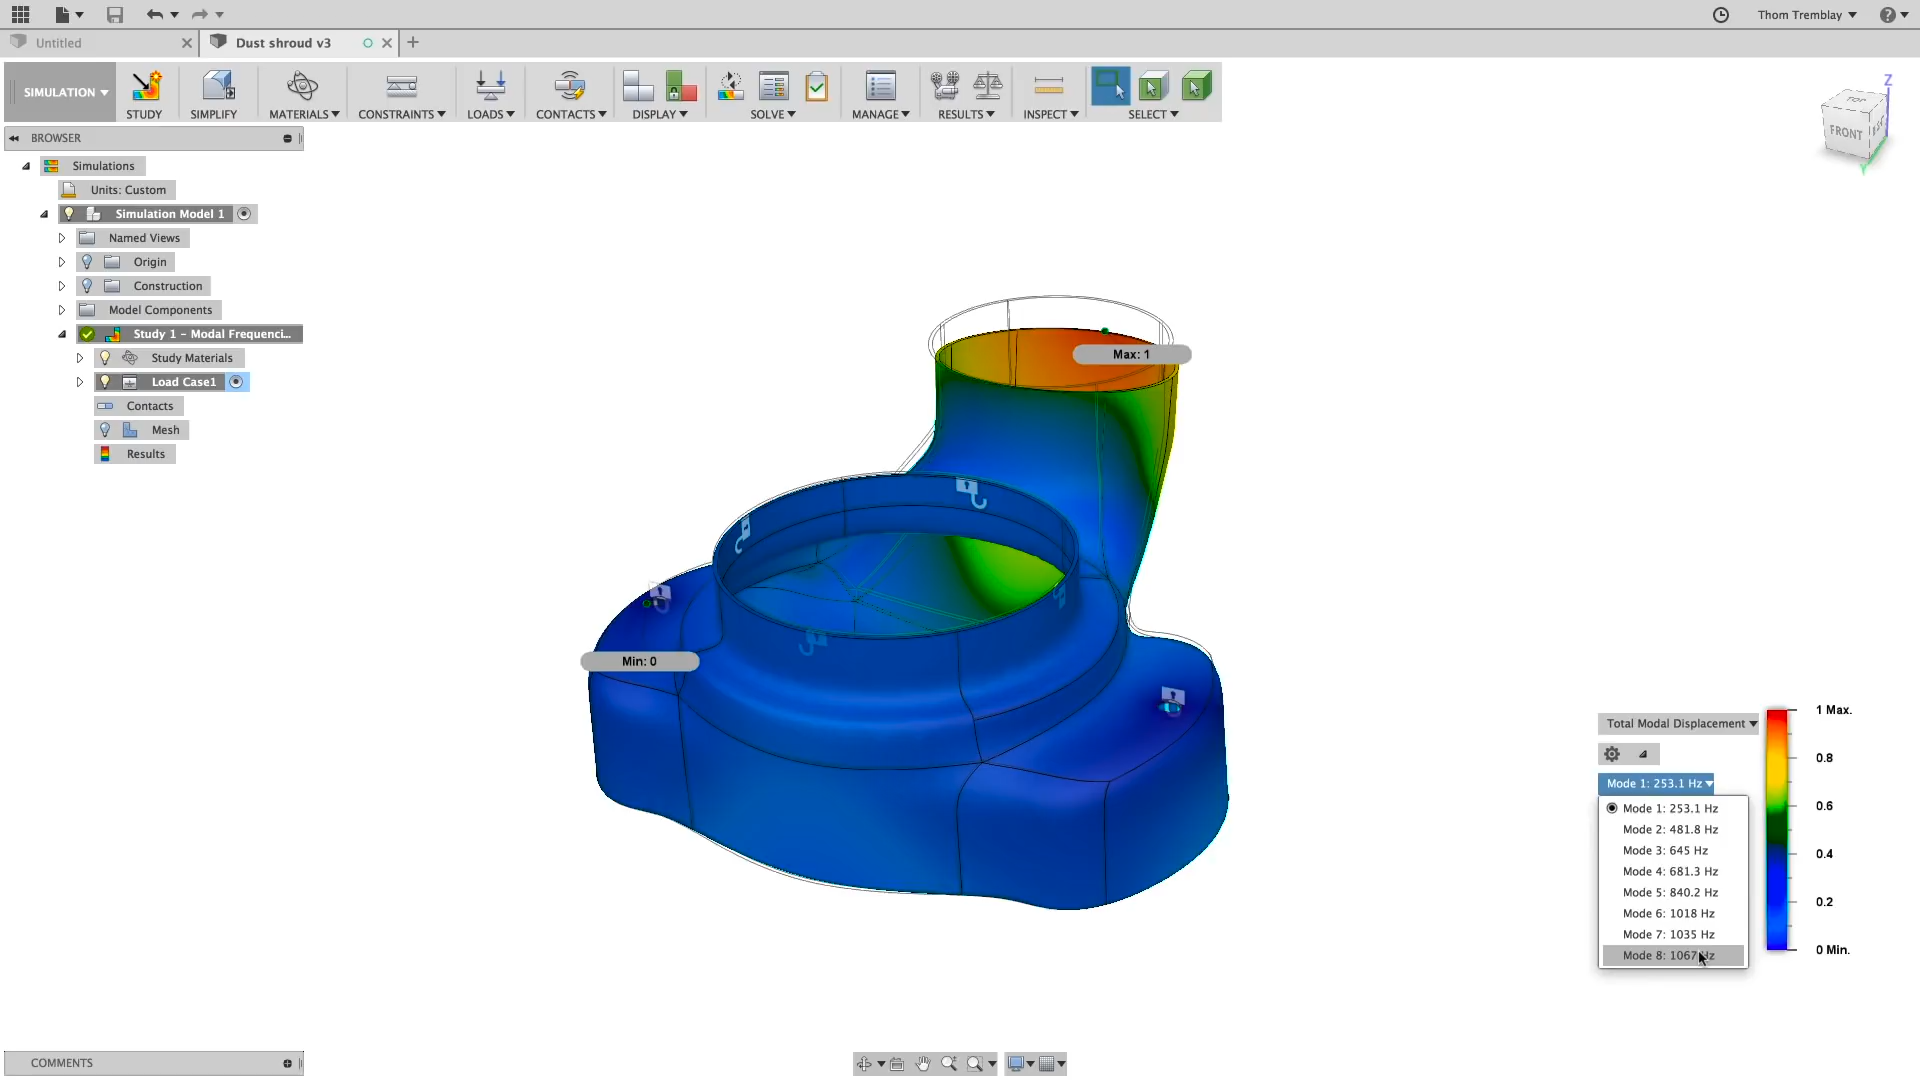 Thom Tremblay
Untitled
Dust shroud v3
SIMULATION
STUDY
SIMPLIFY
MATERIALS
CONSTRAINTS
LOADS
CONTACTS
DISPLAY
SOLVE
MANAGE
RESULTS
INSPECT
SELECT
Z
TOP
FRONT
Y
BROWSER
Simulations
Units: Custom
Simulation Model 1
Named Views
Origin
Construction
Model Components
Study 1 - Modal Frequenci...
Study Materials
Load Case1
Contacts
Mesh
Results
Max: 1
Min: 0
Total Modal Displacement
Mode 1: 253.1 Hz
Mode 1: 253.1 Hz
Mode 2: 481.8 Hz
Mode 3: 645 Hz
Mode 4: 681.3 Hz
Mode 5: 840.2 Hz
Mode 6: 1018 Hz
Mode 7: 1035 Hz
Mode 8: 1067 Hz
1 Max.
0.8
0.6
0.4
0.2
0 Min.
COMMENTS